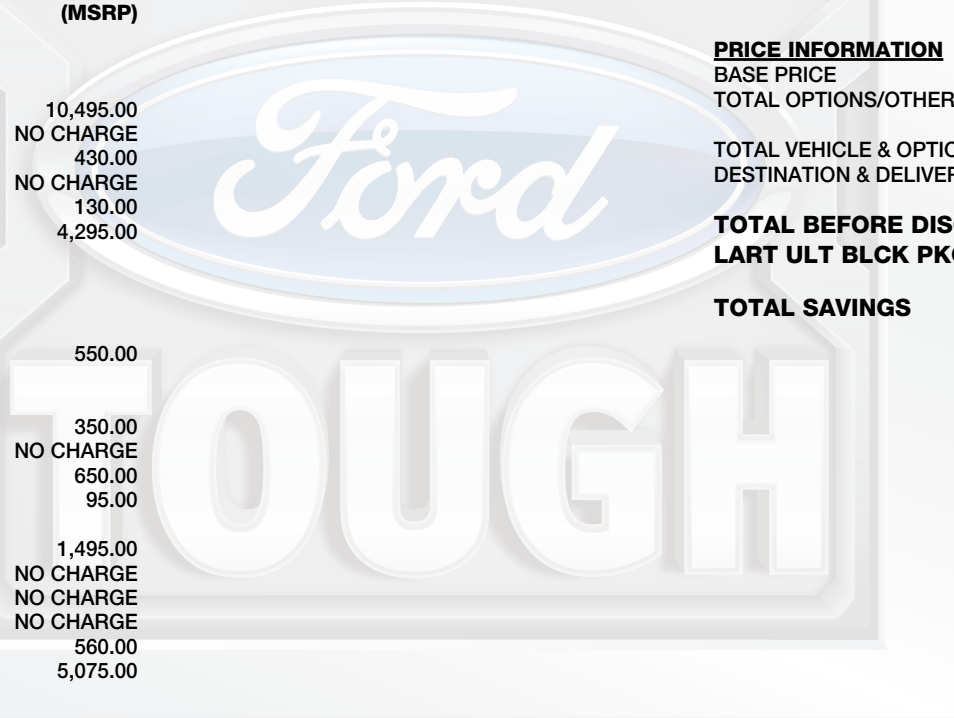 (MSRP)
10,495.00
NO CHARGE
430.00
NO CHARGE
130.00
4,295.00
550.00
350.00
NO CHARGE
650.00
95.00
1,495.00
NO CHARGE
NO CHARGE
NO CHARGE
560.00
5,075.00
PRICE INFORMATION
BASE PRICE
TOTAL OPTIONS/OTHER
TOTAL VEHICLE & OPTIO
DESTINATION & DELIVER
TOTAL BEFORE DISC
LART ULT BLCK PKG
TOTAL SAVINGS
Ford
TOUGH